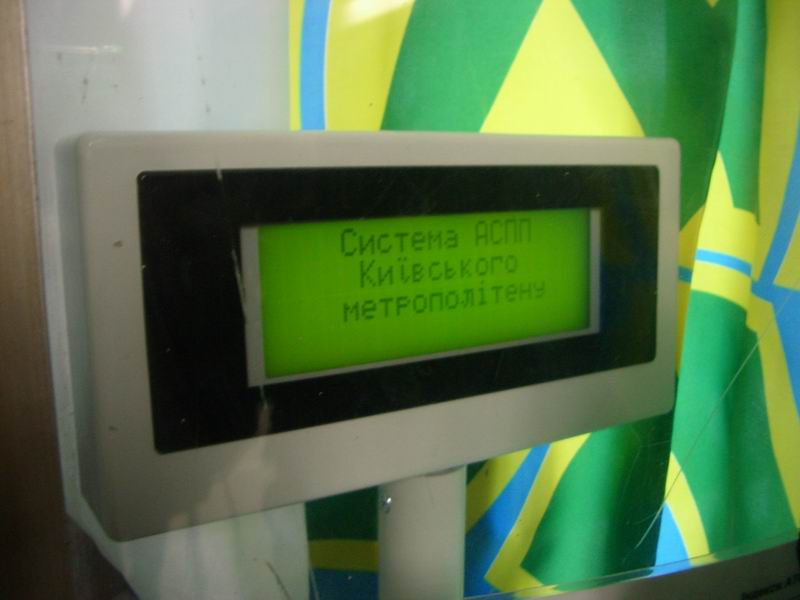 Система АСПП
Київського
метрополітену